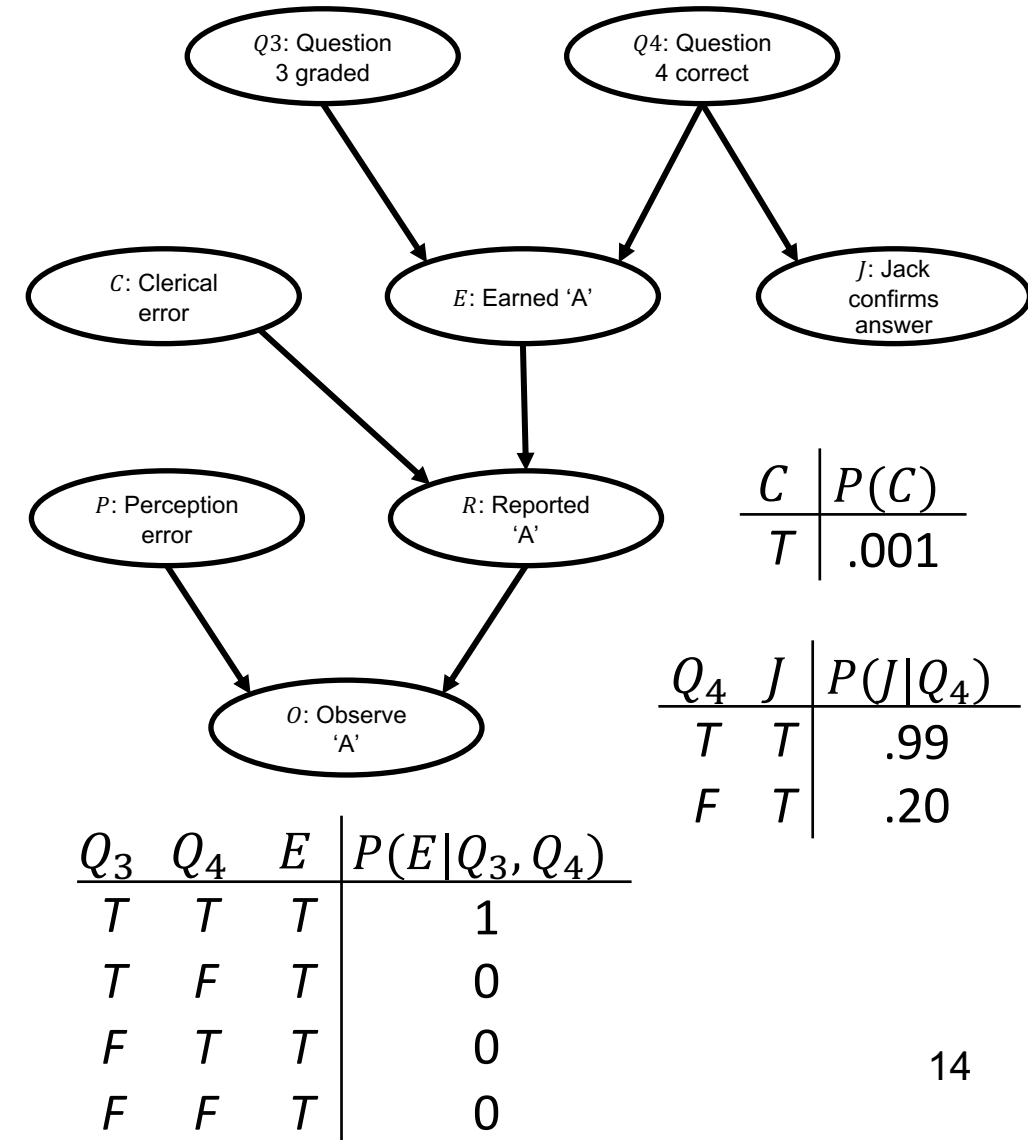 Q3: Question
3 graded
Q4: Question
4 correct
C: Clerical
error
E: Earned ‘A’
J: Jack
confirms
answer
P: Perception
error
R: Reported
‘A’
O: Observe
‘A’
C P(C)
T .001
Q₄ J P(J|Q₄)
T T .99
F T .20
Q₃ Q₄ E P(E|Q₃, Q₄)
T T T 1
T F T 0
F T T 0
F F T 0
14